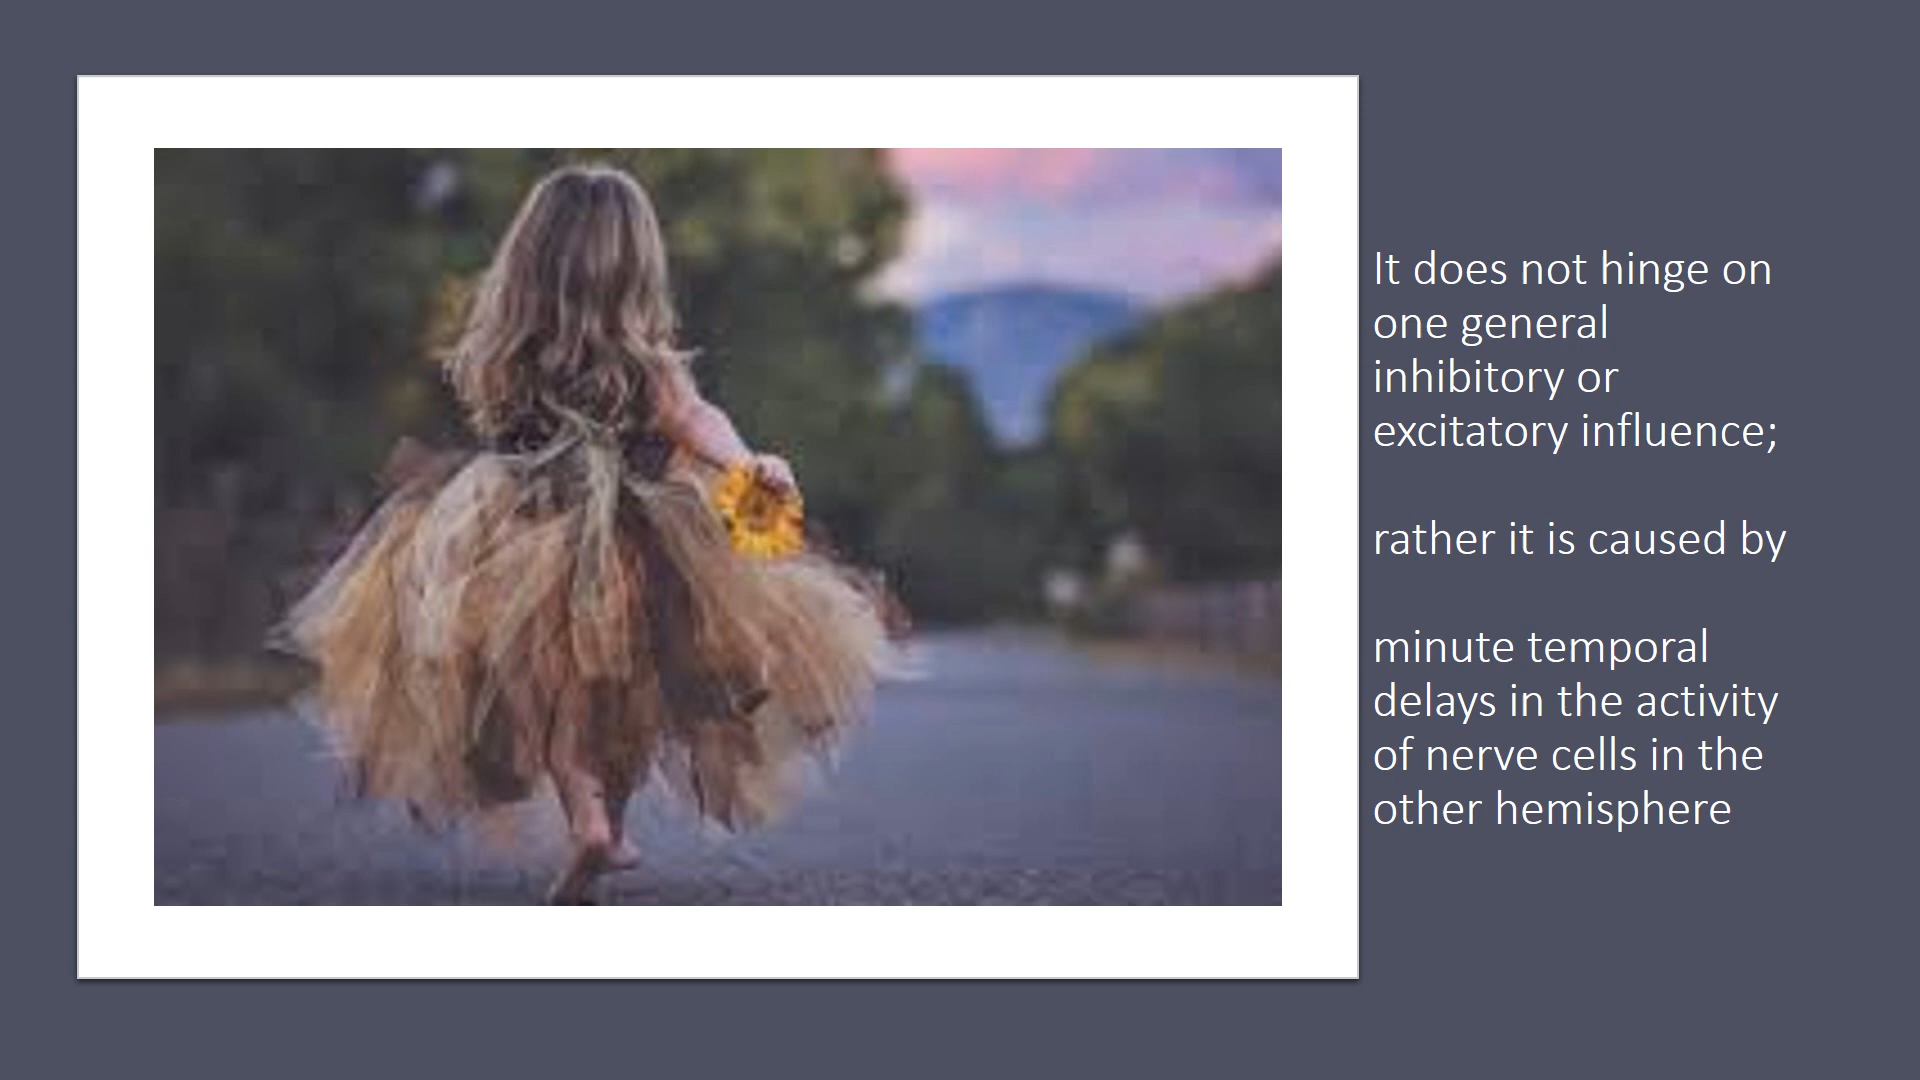 It does not hinge on
one general
inhibitory or
excitatory influence;
rather it is caused by
minute temporal
delays in the activity
of nerve cells in the
other hemisphere